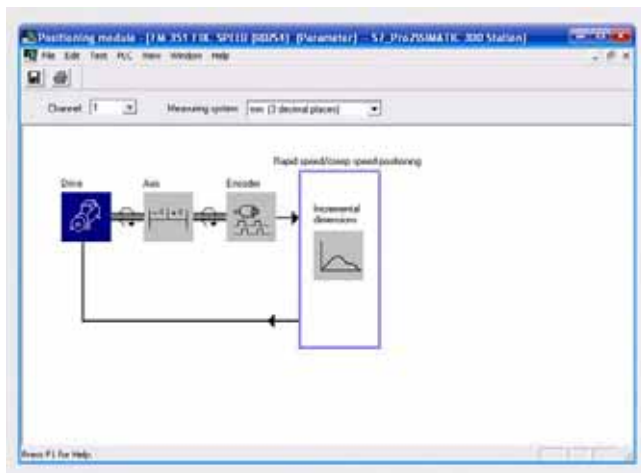 Positioning module - [FM 351 FIX. SPEED (Parameter) -- S7_Pro2\SIMATIC 300 Station]
File Edit Test PLC View Window Help
Channel: 1 Measuring system: mm (3 decimal places)
Rapid speed/creep speed positioning
Drive Axis Encoder
Incremental
dimensions
Press F1 for Help.